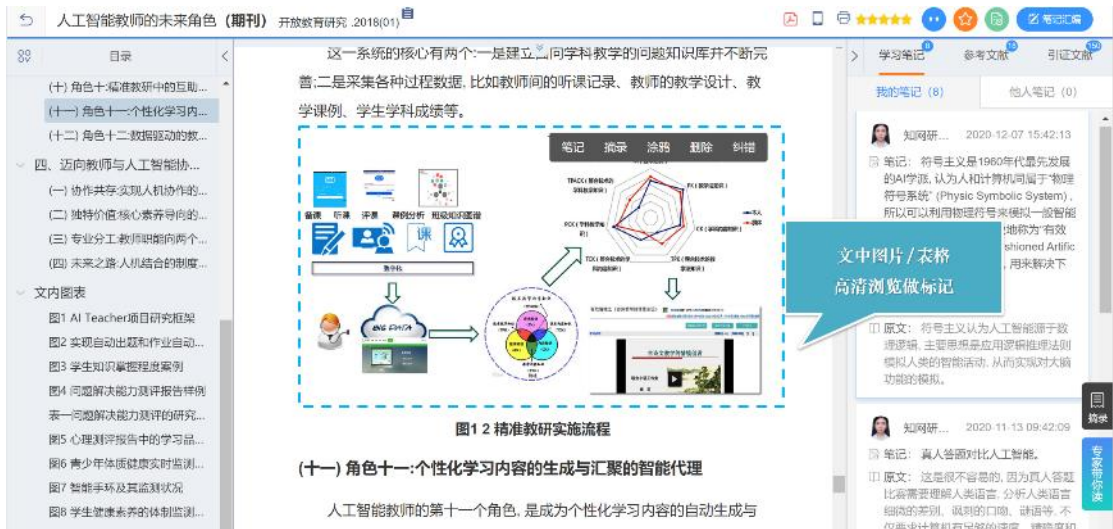 人工智能教师的未来角色（期刊） 开放教育研究 .2018(01)
笔记汇编
目录
(十) 角色十:精准教研中的互助...
(十一) 角色十一:个性化学习内...
(十二) 角色十二:数据驱动的教...
四、迈向教师与人工智能协...
(一) 协作共存:实现人机协作的...
(二) 独特价值:核心素养导向的...
(三) 专业分工:教师职能向两个...
(四) 未来之路:人机结合的制度...
文内图表
图1 AI Teacher项目研究框架
图2 实现自动出题和作业自动...
图3 学生知识掌握程度案例
图4 问题解决能力测评报告样例
表一问题解决能力测评的研究...
图5 心理测评报告中的学习品...
图6 青少年体质健康实时监测...
图7 智能手环及其监测状况
图8 学生健康素养的体制监测...
这一系统的核心有两个:一是建立面向学科教学的问题知识库并不断完
善;二是采集各种过程数据, 比如教师间的听课记录、教师的教学设计、教
学课例、学生学科成绩等。
笔记 摘录 涂鸦 删除 纠错
备课 听课 评课 课例分析 班级知识图谱
课
数字化
BIG DATA
图1 2 精准教研实施流程
(十一) 角色十一:个性化学习内容的生成与汇聚的智能代理
人工智能教师的第十一个角色, 是成为个性化学习内容的自动生成与
文中图片/表格
高清浏览做标记
学习笔记 8 参考文献 18 引证文献 150
我的笔记 (8) 他人笔记 (0)
知网研... 2020-12-07 15:42:13
笔记: 符号主义是1960年代最先发展
的AI学派, 认为人和计算机同属于"物理
符号系统" (Physic Symbolic System) ,
所以可以利用物理符号来模拟一般智能
地称为"有效
shioned Artific
, 用来解决下
原文: 符号主义认为人工智能源于数
理逻辑, 主要思想是应用逻辑推理法则
模拟人类的智能活动, 从而实现对大脑
功能的模拟。
知网研... 2020-11-13 09:42:09
笔记: 真人答题对比人工智能。
原文: 这是很不容易的, 因为真人答题
比赛需要理解人类语言, 分析人类语言
细微的差别、讽刺的口吻、谜语等, 不
摘录
专家带你读